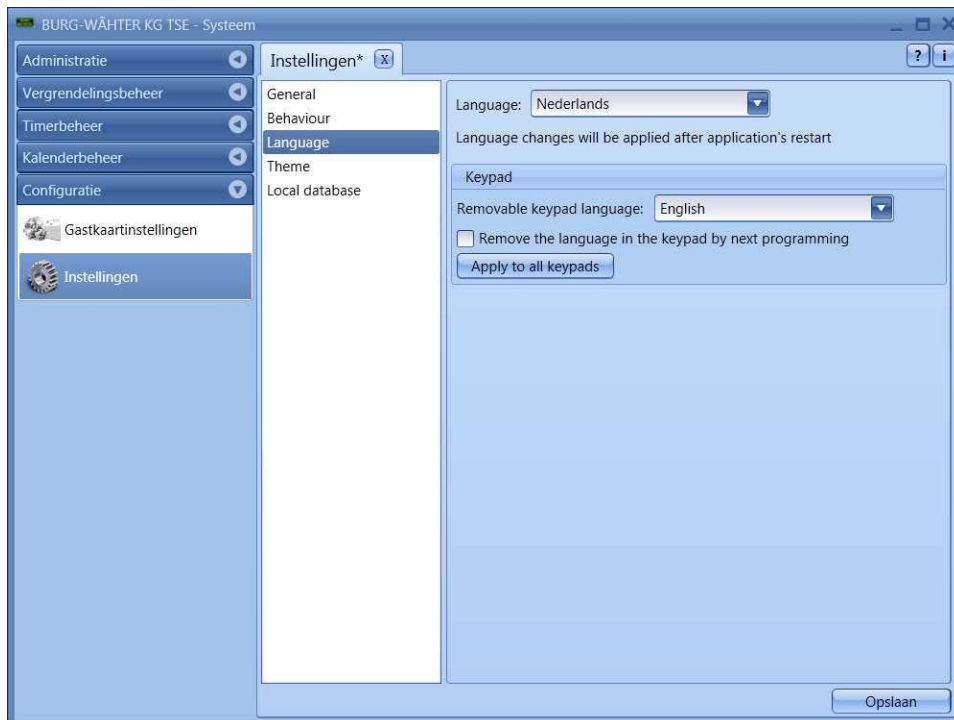 BURG-WÄHTER KG TSE - Systeem
Administratie
Vergrendelingsbeheer
Timerbeheer
Kalenderbeheer
Configuratie
Gastkaartinstellingen
Instellingen
Instellingen* X
? i
General
Behaviour
Language
Theme
Local database
Language: Nederlands
Language changes will be applied after application's restart
Keypad
Removable keypad language: English
Remove the language in the keypad by next programming
Apply to all keypads
Opslaan